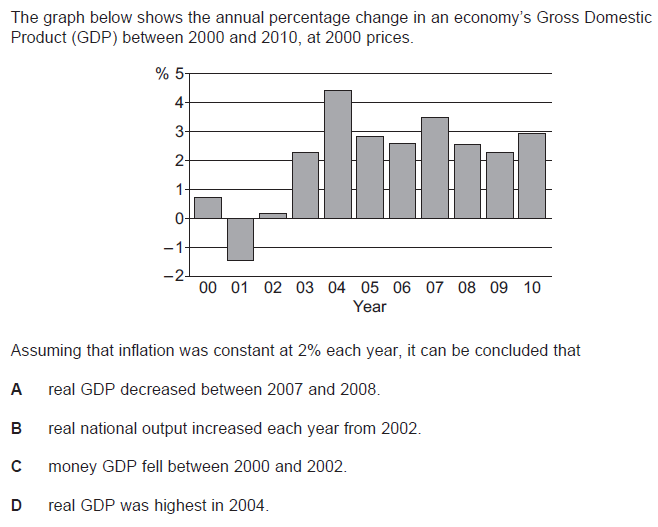 The graph below shows the annual percentage change in an economy’s Gross Domestic
Product (GDP) between 2000 and 2010, at 2000 prices.
% 5
4
3
2
1
0
–1
–2
00 01 02 03 04 05 06 07 08 09 10
Year
Assuming that inflation was constant at 2% each year, it can be concluded that
A real GDP decreased between 2007 and 2008.
B real national output increased each year from 2002.
C money GDP fell between 2000 and 2002.
D real GDP was highest in 2004.